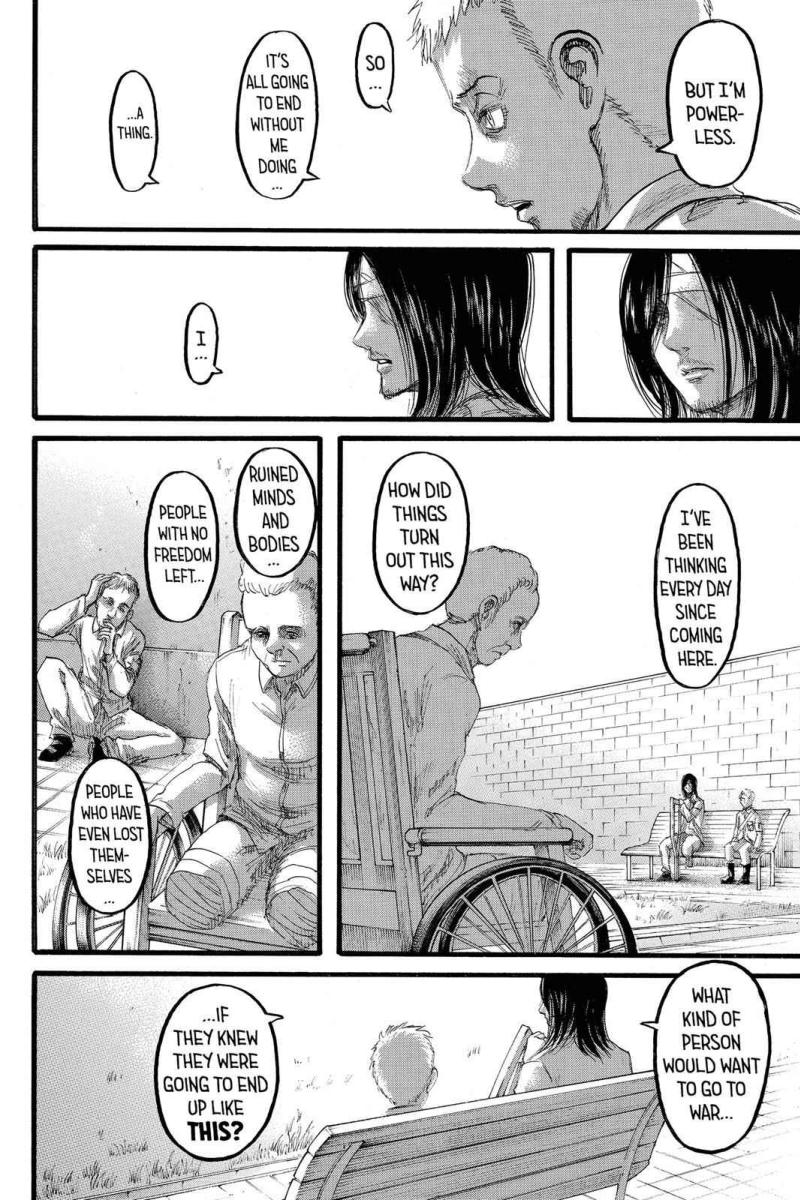 BUT I'M
POWER-
LESS.
SO
...
IT'S
ALL GOING
TO END
WITHOUT
ME
DOING
...
...A
THING.
I
...
I'VE
BEEN
THINKING
EVERY DAY
SINCE
COMING
HERE.
HOW DID
THINGS
TURN
OUT THIS
WAY?
RUINED
MINDS
AND
BODIES
...
PEOPLE
WITH NO
FREEDOM
LEFT...
PEOPLE
WHO HAVE
EVEN LOST
THEM-
SELVES
...
WHAT
KIND OF
PERSON
WOULD WANT
TO GO TO
WAR...
...IF
THEY KNEW
THEY WERE
GOING TO END
UP LIKE
THIS?